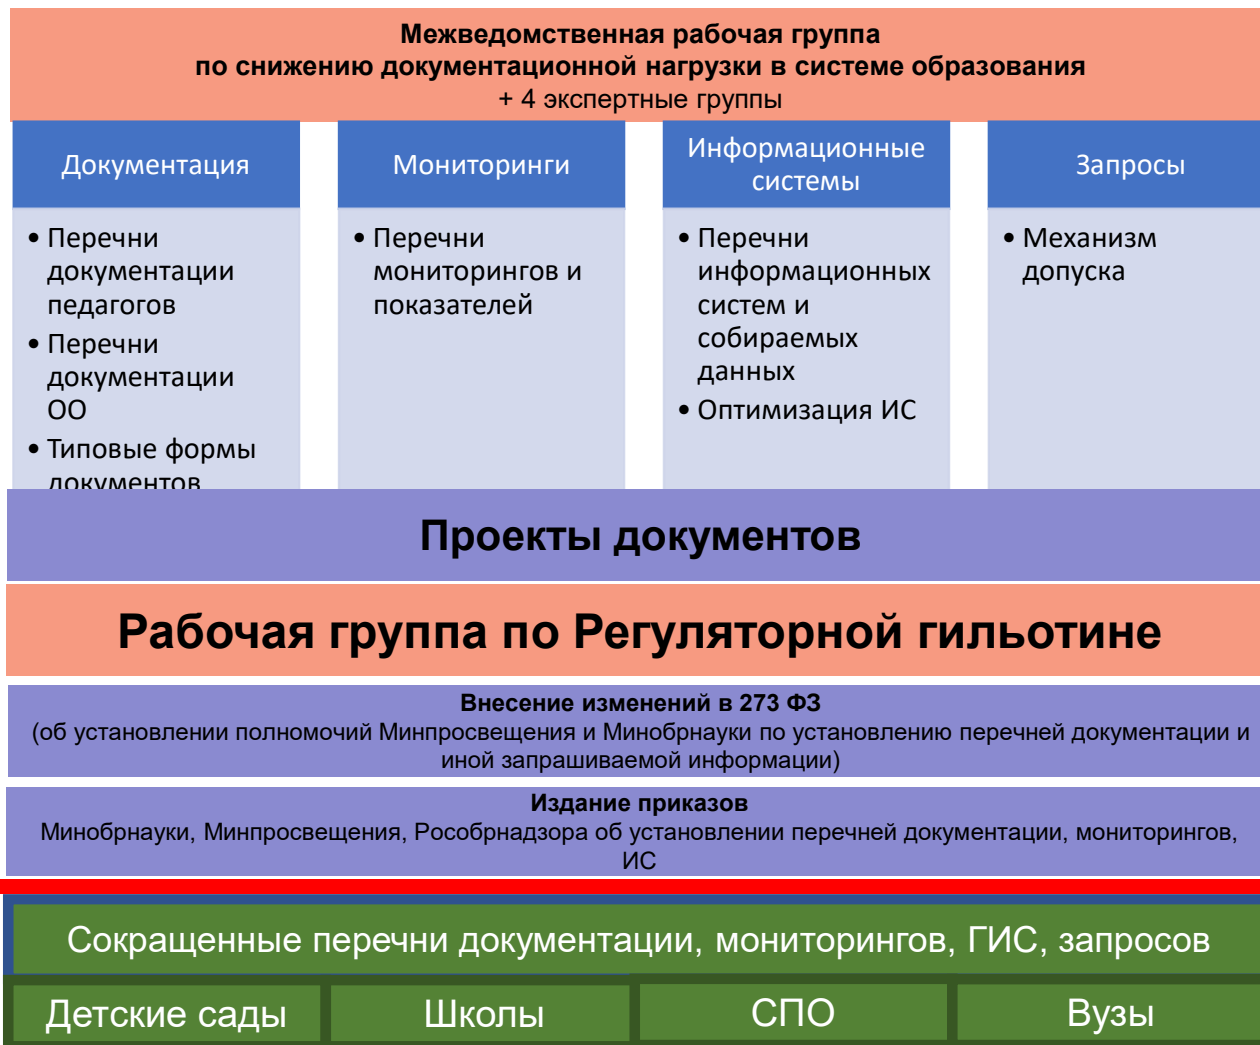 Межведомственная рабочая группа
по снижению документационной нагрузки в системе образования
+ 4 экспертные группы
Документация
• Перечни
документации
педагогов
• Перечни
документации
ОО
• Типовые формы
документов
Мониторинги
• Перечни
мониторингов и
показателей
Информационные
системы
• Перечни
информационных
систем и
собираемых
данных
• Оптимизация ИС
Запросы
• Механизм
допуска
Проекты документов
Рабочая группа по Регуляторной гильотине
Внесение изменений в 273 ФЗ
(об установлении полномочий Минпросвещения и Минобрнауки по установлению перечней документации и
иной запрашиваемой информации)
Издание приказов
Минобрнауки, Минпросвещения, Рособрнадзора об установлении перечней документации, мониторингов,
ИС
Сокращенные перечни документации, мониторингов, ГИС, запросов
Детские сады
Школы
СПО
Вузы